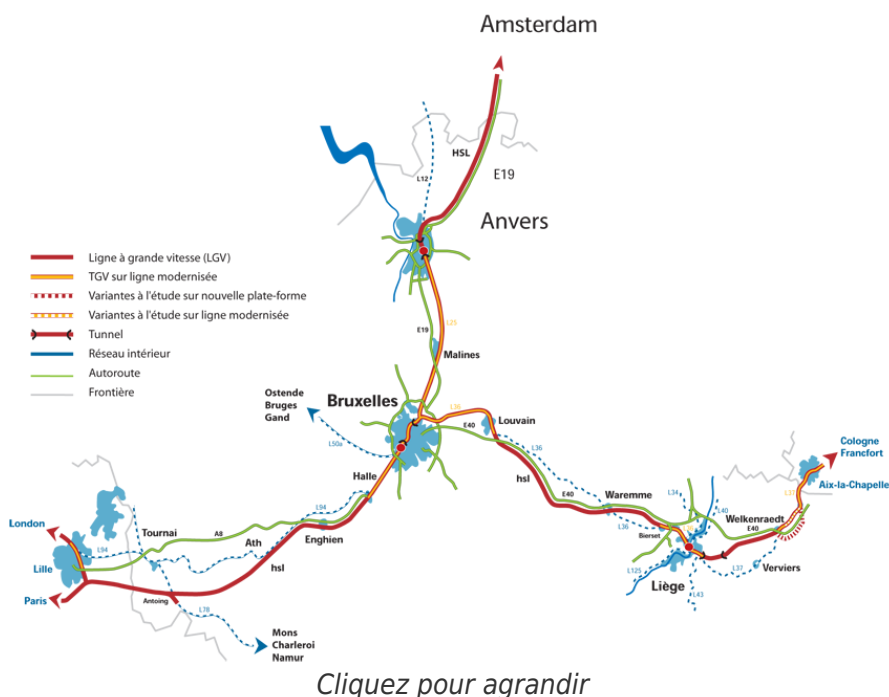 Amsterdam
HSL
E19
L12
Anvers
Ligne à grande vitesse (LGV)
TGV sur ligne modernisée
Variantes à l'étude sur nouvelle plate-forme
Variantes à l'étude sur ligne modernisée
Tunnel
Réseau intérieur
Autoroute
Frontière
E19
L25
Malines
Ostende
Bruges
Gand
Bruxelles
L36
Louvain
E40
L50a
L36
Cologne
Francfort
Halle
hsl
L37
Aix-la-Chapelle
E40
Waremme
L34
L40
L94
Welkenraedt
London
Tournai
A8
L36
Bierset
E40
Enghien
Ath
L94
hsl
Lille
Liège
L37
Verviers
L125
Paris
Antoing
L43
L78
Mons
Charleroi
Namur
Cliquez pour agrandir